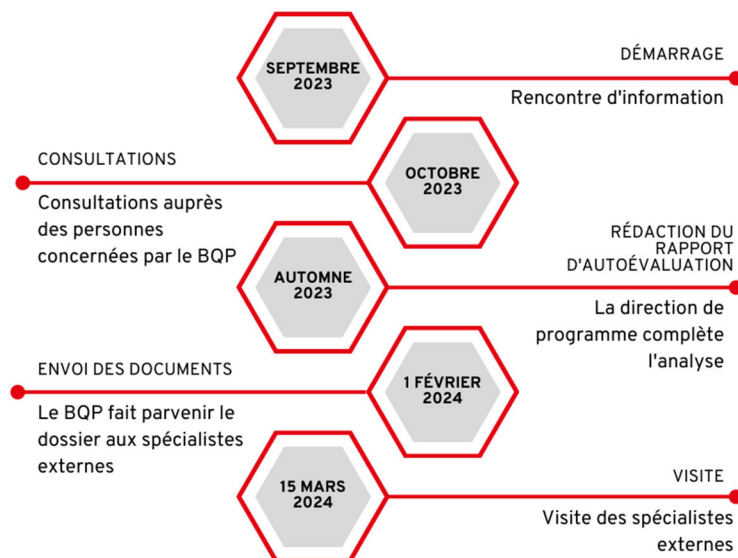 SEPTEMBRE
2023
DÉMARRAGE
Rencontre d'information
CONSULTATIONS
Consultations auprès
des personnes
concernées par le BQP
OCTOBRE
2023
AUTOMNE
2023
RÉDACTION DU
RAPPORT
D'AUTOÉVALUATION
La direction de
programme complète
l'analyse
ENVOI DES DOCUMENTS
Le BQP fait parvenir le
dossier aux spécialistes
externes
1 FÉVRIER
2024
15 MARS
2024
VISITE
Visite des spécialistes
externes